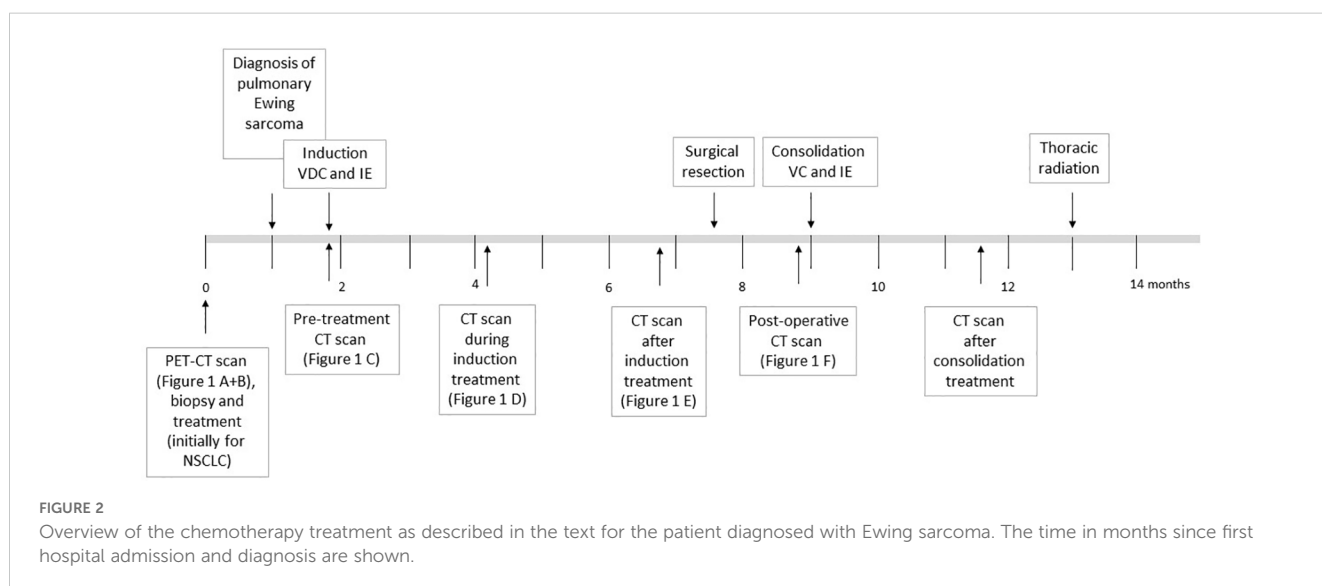 Diagnosis of
pulmonary
Ewing
sarcoma
Induction
VDC and IE
Surgical
resection
Consolidation
VC and IE
Thoracic
radiation
0
2
4
6
8
10
12
14 months
PET-CT scan
(Figure 1 A+B),
biopsy and
treatment
(initially for
NSCLC)
Pre-treatment
CT scan
(Figure 1 C)
CT scan
during
induction
treatment
(Figure 1 D)
CT scan
after
induction
treatment
(Figure 1 E)
Post-operative
CT scan
(Figure 1 F)
CT scan
after
consolidation
treatment
FIGURE 2
Overview of the chemotherapy treatment as described in the text for the patient diagnosed with Ewing sarcoma. The time in months since first
hospital admission and diagnosis are shown.